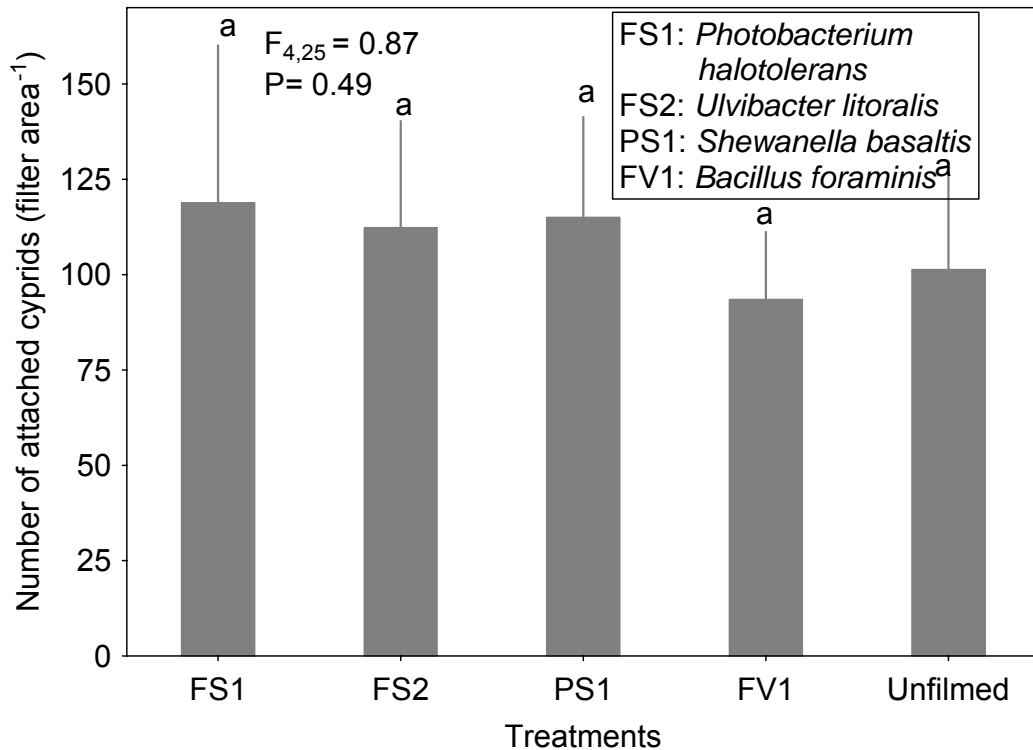 Number of attached cyprids (filter area⁻¹)
150
125
100
75
50
25
0
a
a
a
a
a
F₄,₂₅ = 0.87
P= 0.49
FS1: Photobacterium
halotolerans
FS2: Ulvibacter litoralis
PS1: Shewanella basaltis
FV1: Bacillus foraminis
FS1 FS2 PS1 FV1 Unfilmed
Treatments